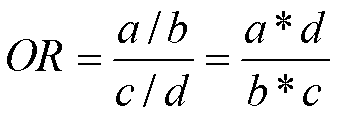 OR = a / b / c / d = a * d / b * c